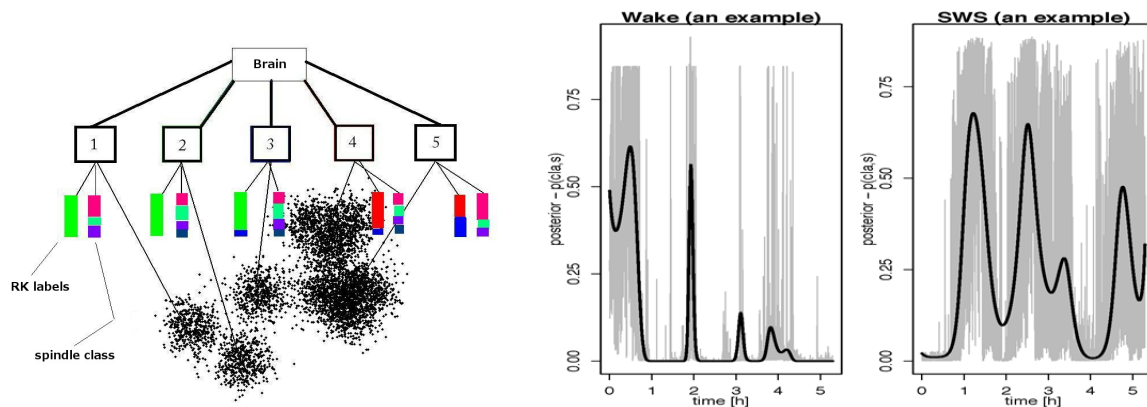 Brain
1
2
3
4
5
RK labels
spindle class
Wake (an example)
posterior - p(c|a,s)
0.75
0.50
0.25
0.00
0 1 2 3 4 5
time [h]
SWS (an example)
posterior - p(c|a,s)
0.75
0.50
0.25
0.00
0 1 2 3 4 5
time [h]